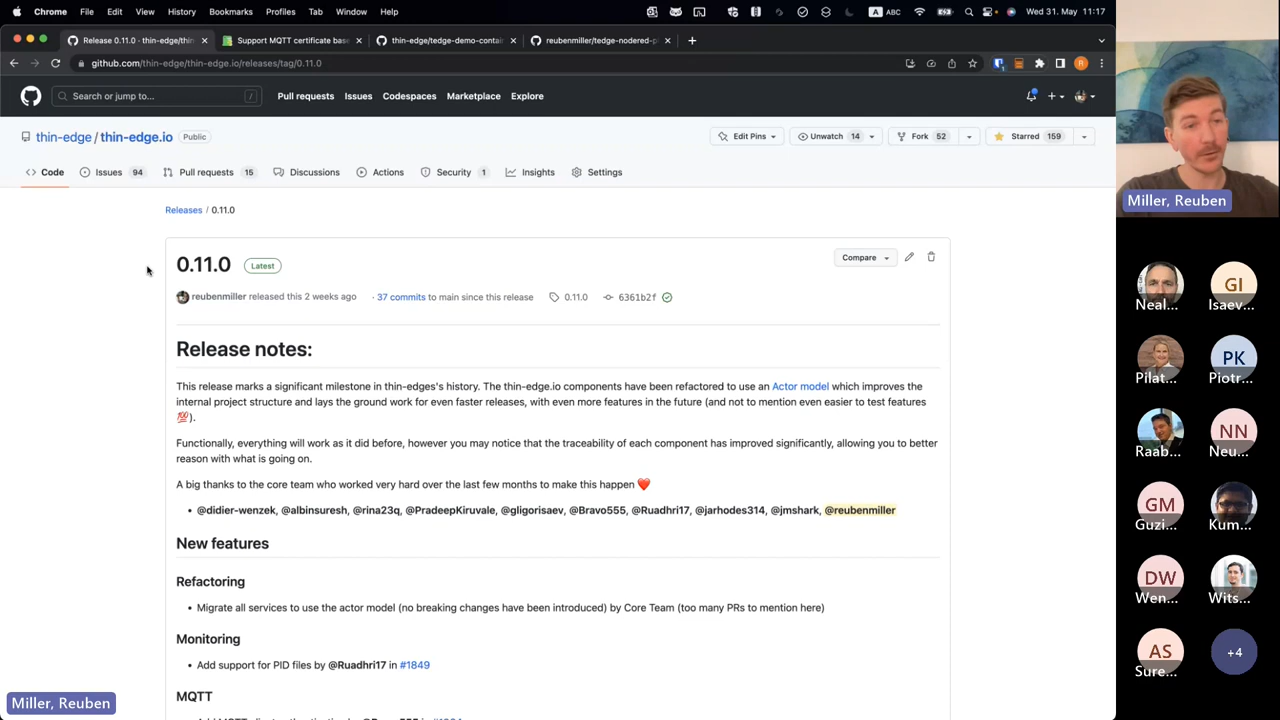 Chrome File Edit View History Bookmarks Profiles Tab Window Help
A ABC Wed 31. May 11:17
Release 0.11.0 · thin-edge/thin
Support MQTT certificate base
thin-edge/tedge-demo-contai
reubenmiller/tedge-nodered-p
github.com/thin-edge/thin-edge.io/releases/tag/0.11.0
Search or jump to... /
Pull requests Issues Codespaces Marketplace Explore
thin-edge / thin-edge.io Public
Edit Pins Unwatch 14 Fork 52 Starred 159
Code Issues 94 Pull requests 15 Discussions Actions Security 1 Insights Settings
Releases / 0.11.0
0.11.0 Latest
Compare
reubenmiller released this 2 weeks ago · 37 commits to main since this release 0.11.0 6361b2f
Release notes:
This release marks a significant milestone in thin-edges's history. The thin-edge.io components have been refactored to use an Actor model which improves the
internal project structure and lays the ground work for even faster releases, with even more features in the future (and not to mention even easier to test features
💯).
Functionally, everything will work as it did before, however you may notice that the traceability of each component has improved significantly, allowing you to better
reason with what is going on.
A big thanks to the core team who worked very hard over the last few months to make this happen ❤️
• @didier-wenzek, @albinsuresh, @rina23q, @PradeepKiruvale, @gligorisaev, @Bravo555, @Ruadhri17, @jarhodes314, @jmshark, @reubenmiller
New features
Refactoring
• Migrate all services to use the actor model (no breaking changes have been introduced) by Core Team (too many PRs to mention here)
Monitoring
• Add support for PID files by @Ruadhri17 in #1849
MQTT
Miller, Reuben
Miller, Reuben
Neal...
GI
Isaev...
Pilat...
PK
Piotr...
Raab...
NN
Neu...
GM
Guzi...
Kum...
DW
Wen...
Wits...
AS
Sure...
+4